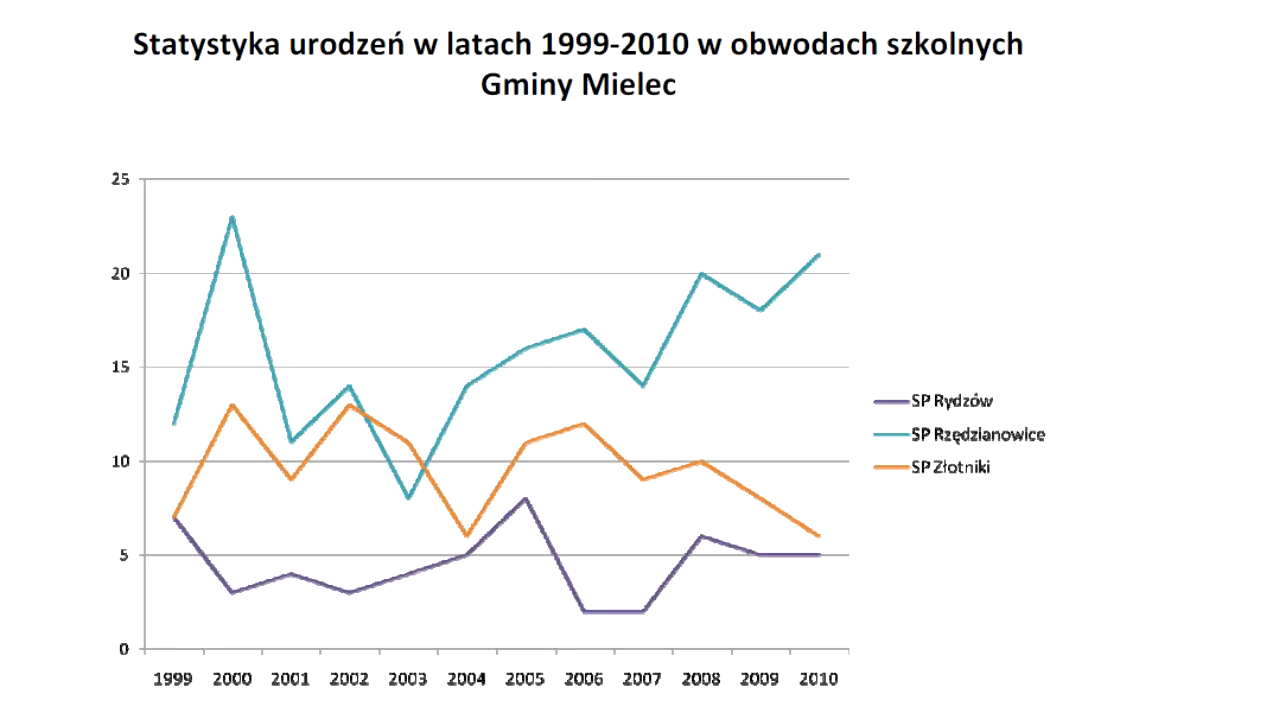 Statystyka urodzeń w latach 1999-2010 w obwodach szkolnych
Gminy Mielec
25
20
15
10
5
0
1999 2000 2001 2002 2003 2004 2005 2006 2007 2008 2009 2010
SP Rydzów
SP Rzędzianowice
SP Złotniki